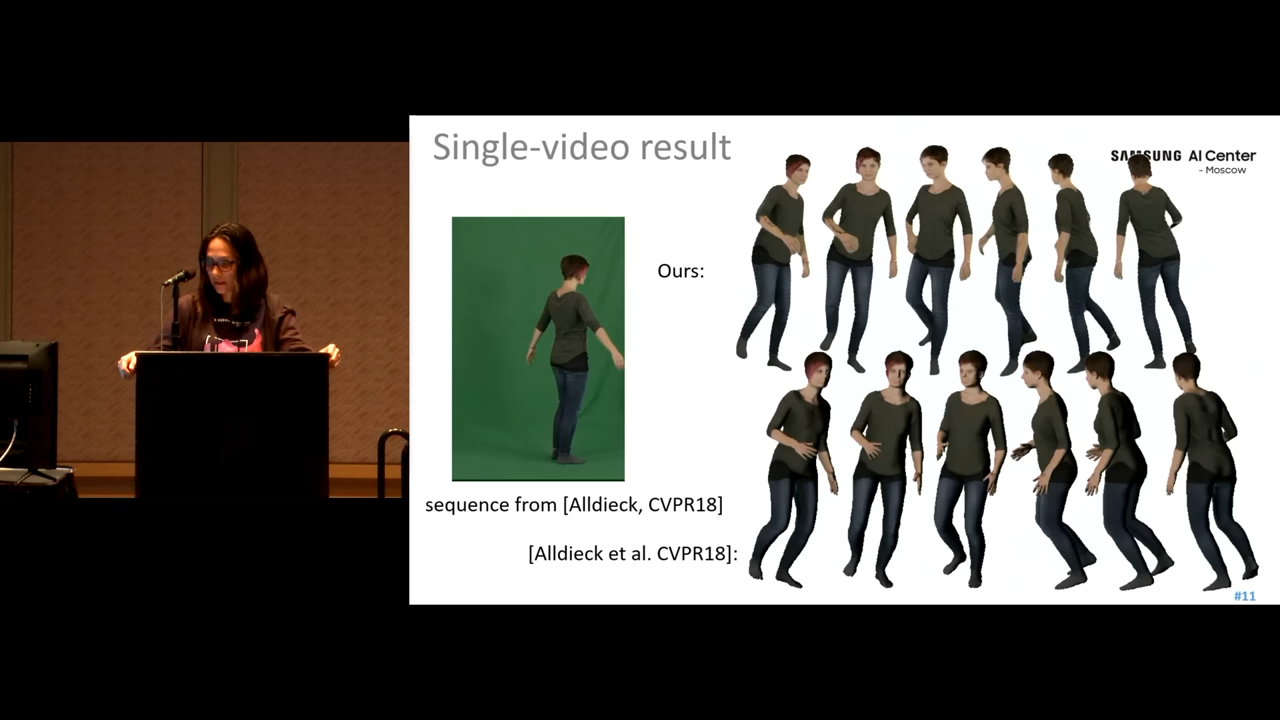 Single-video result
SAMSUNG AI Center
- Moscow
Ours:
sequence from [Alldieck, CVPR18]
[Alldieck et al. CVPR18]:
#11